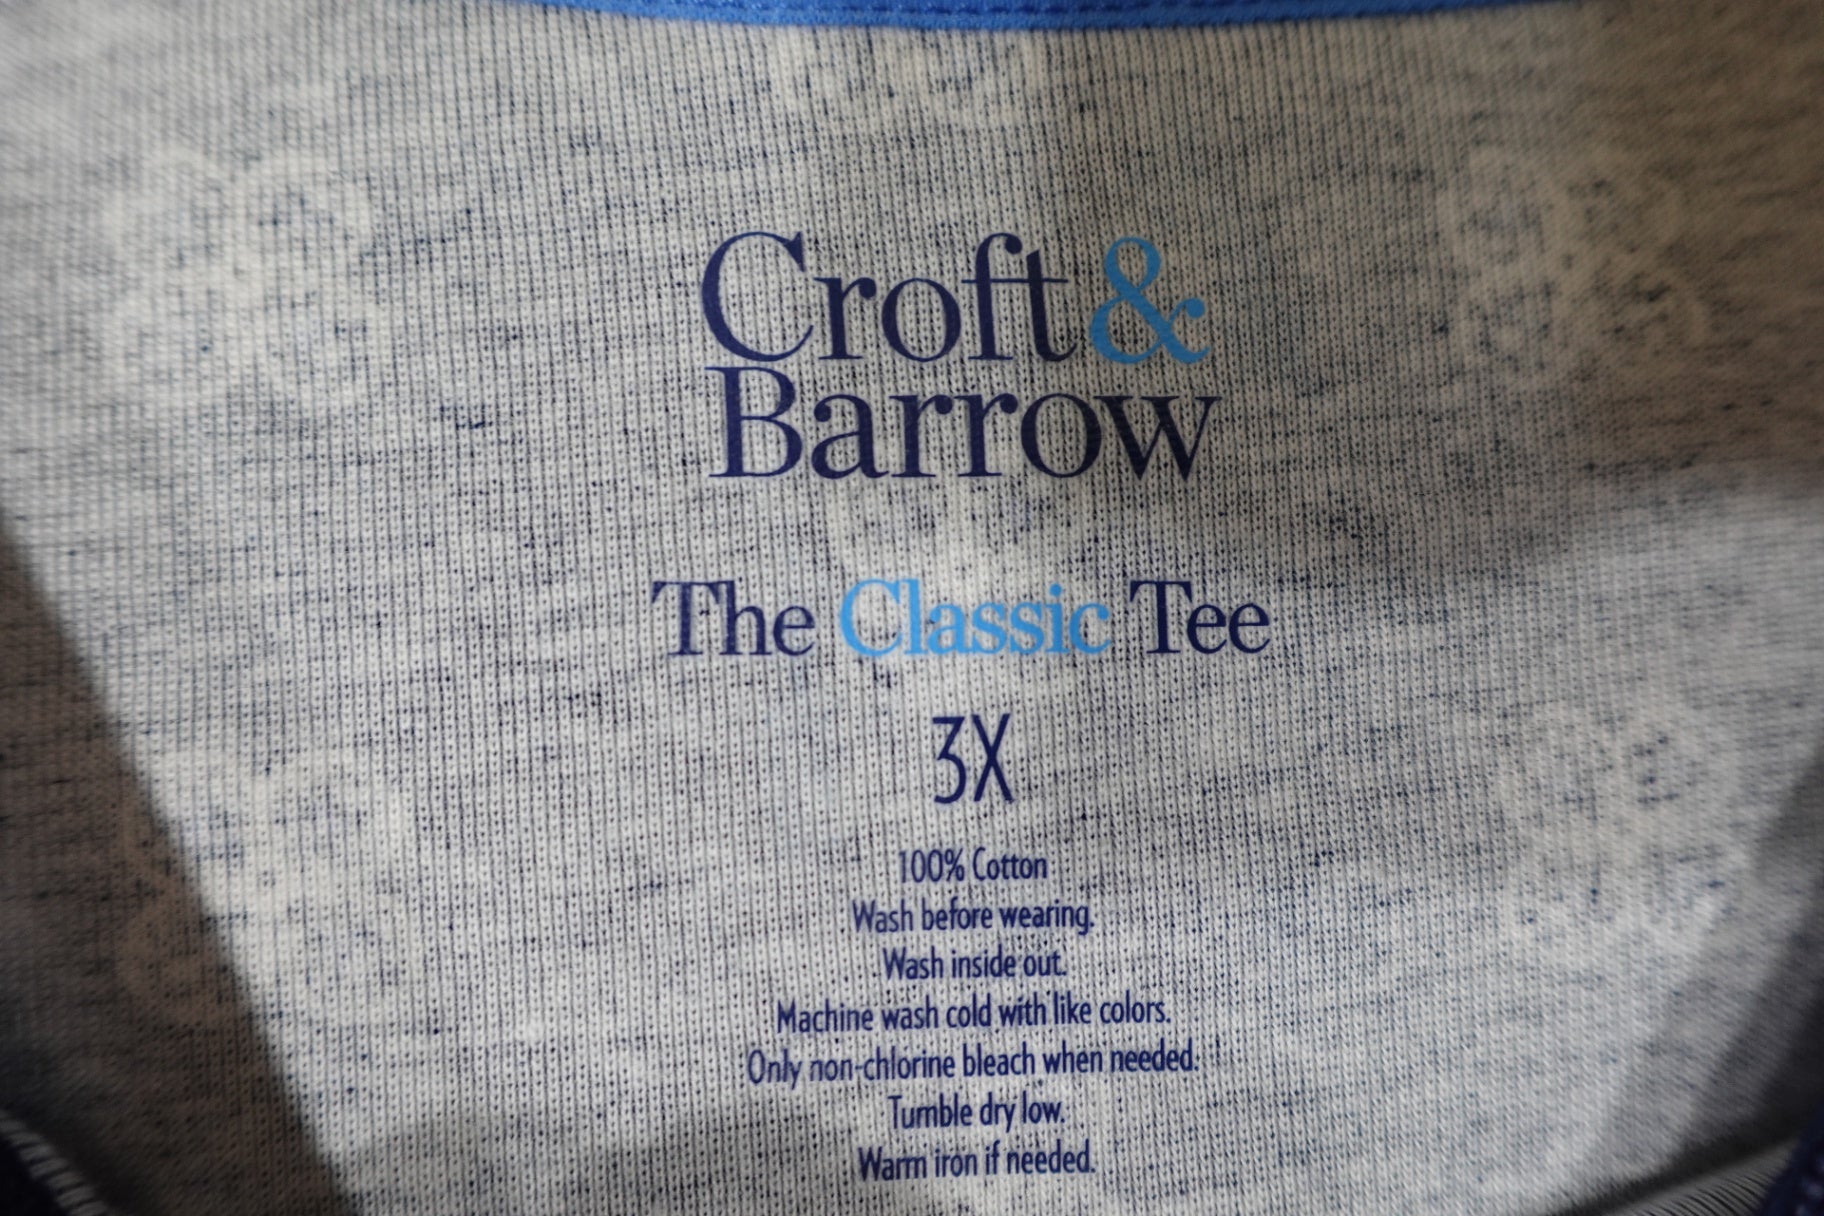 Croft &
Barrow
The Classic Tee
3X
100% Cotton
Wash before wearing.
Wash inside out.
Machine wash cold with like colors.
Only non-chlorine bleach when needed.
Tumble dry low.
Warm iron if needed.